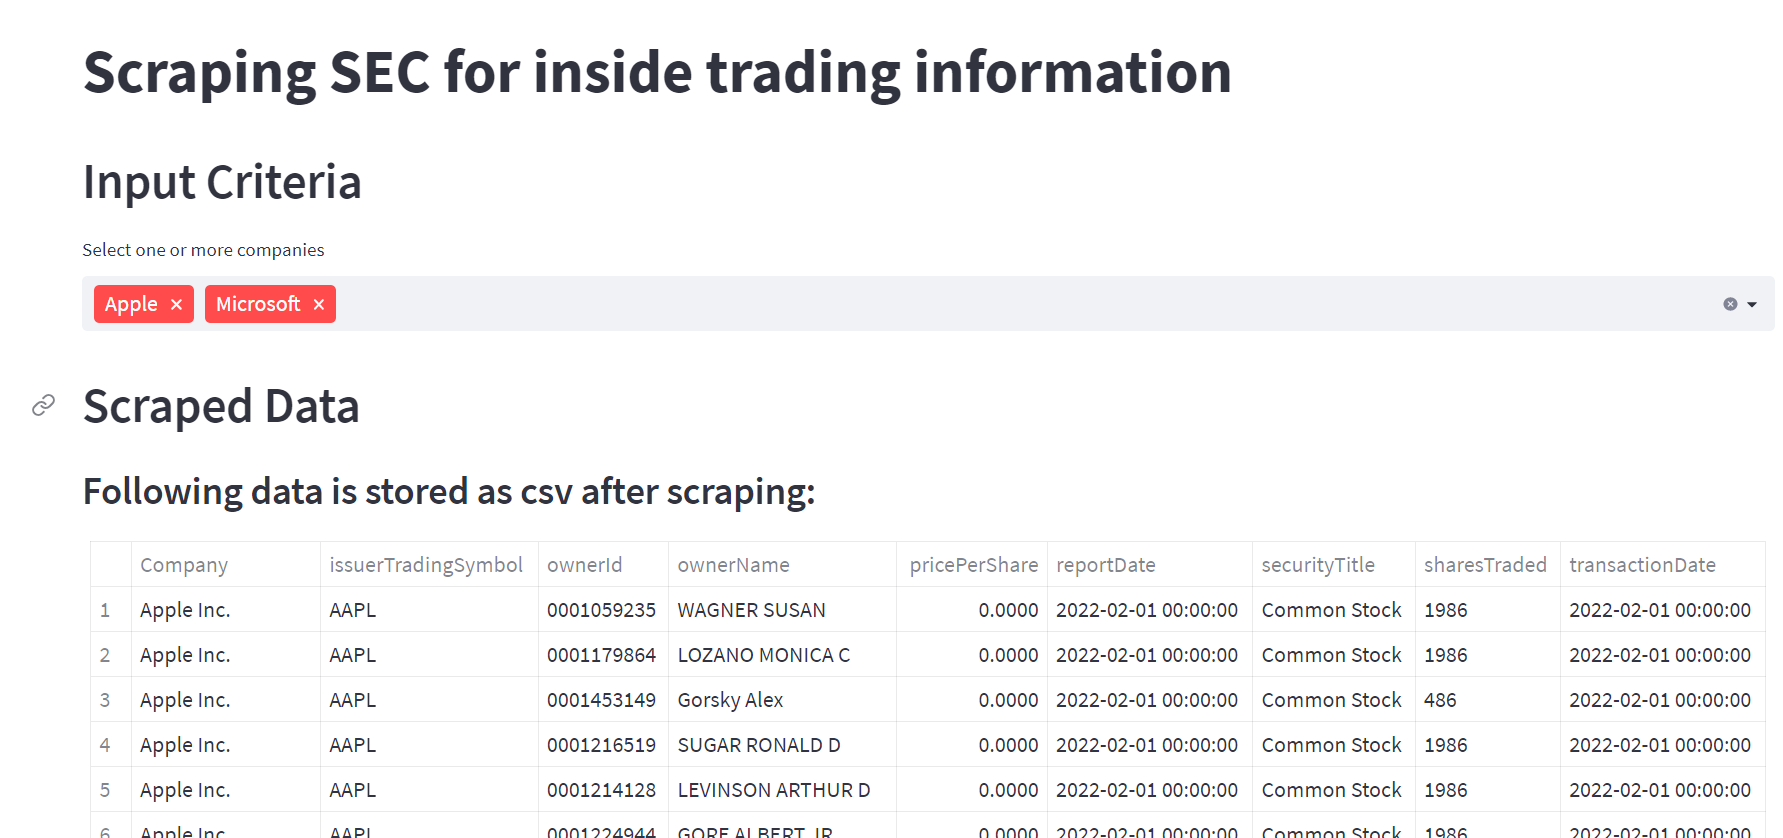 Scraping SEC for inside trading information
Input Criteria
Select one or more companies
Apple × Microsoft ×
Scraped Data
Following data is stored as csv after scraping:
Company issuerTradingSymbol ownerId ownerName pricePerShare reportDate securityTitle sharesTraded transactionDate
1 Apple Inc. AAPL 0001059235 WAGNER SUSAN 0.0000 2022-02-01 00:00:00 Common Stock 1986 2022-02-01 00:00:00
2 Apple Inc. AAPL 0001179864 LOZANO MONICA C 0.0000 2022-02-01 00:00:00 Common Stock 1986 2022-02-01 00:00:00
3 Apple Inc. AAPL 0001453149 Gorsky Alex 0.0000 2022-02-01 00:00:00 Common Stock 486 2022-02-01 00:00:00
4 Apple Inc. AAPL 0001216519 SUGAR RONALD D 0.0000 2022-02-01 00:00:00 Common Stock 1986 2022-02-01 00:00:00
5 Apple Inc. AAPL 0001214128 LEVINSON ARTHUR D 0.0000 2022-02-01 00:00:00 Common Stock 1986 2022-02-01 00:00:00
6 Apple Inc. AAPL 0001224944 GORE ALBERT JR 0.0000 2022-02-01 00:00:00 Common Stock 1986 2022-02-01 00:00:00